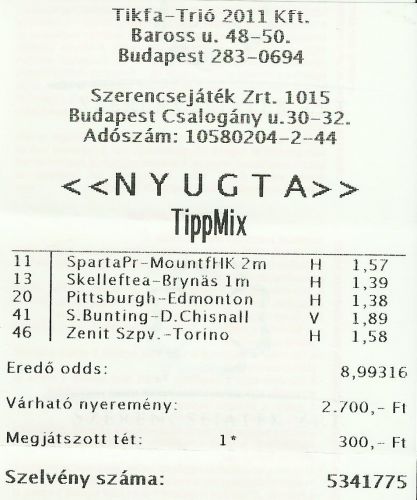 Tikfa-Trió 2011 Kft.
Baross u. 48-50.
Budapest 283-0694
Szerencsejáték Zrt. 1015
Budapest Csalogány u.30-32.
Adószám: 10580204-2-44
<<NYUGTA>>
TippMix
11 SpartaPr-MountfHK 2m H 1,57
13 Skelleftea-Brynäs 1m H 1,39
20 Pittsburgh-Edmonton H 1,38
41 S.Bunting-D.Chisnall V 1,89
46 Zenit Szpv.-Torino H 1,58
Eredő odds: 8,99316
Várható nyeremény: 2.700,- Ft
Megjátszott tét: 1* 300,- Ft
Szelvény száma: 5341775